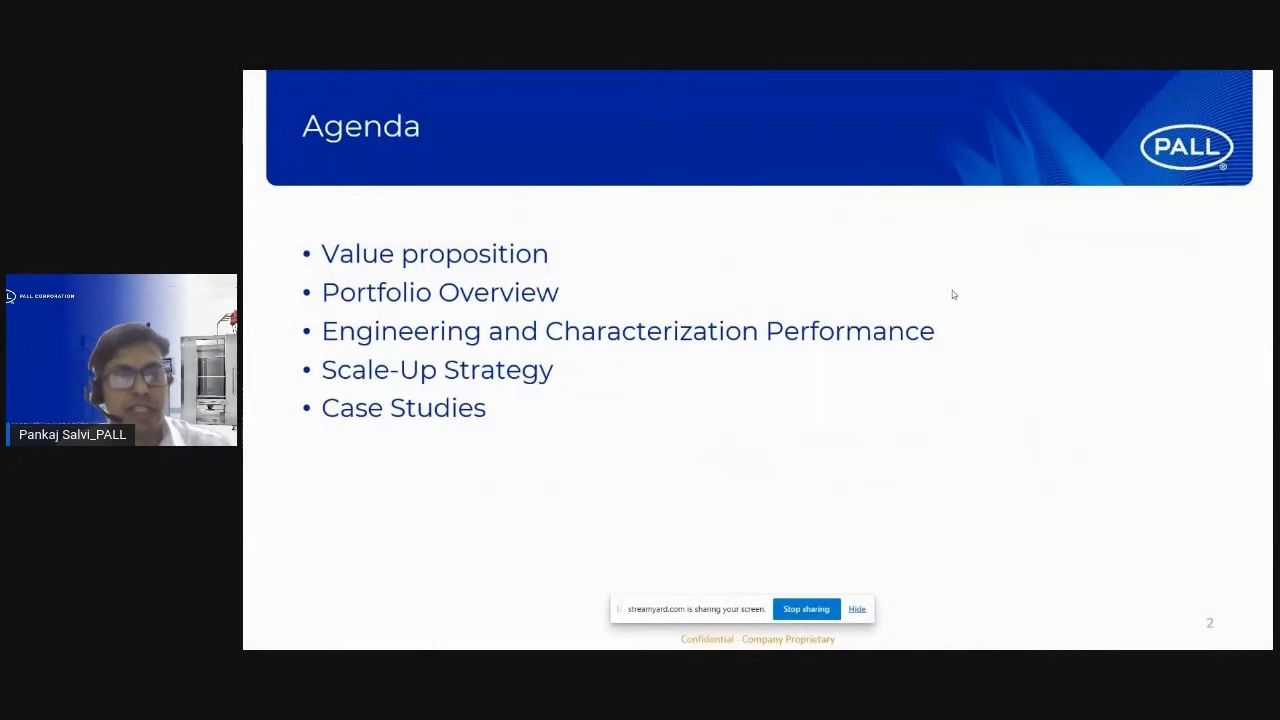 Agenda
PALL
®
• Value proposition
• Portfolio Overview
• Engineering and Characterization Performance
• Scale-Up Strategy
• Case Studies
PALL CORPORATION
Pankaj Salvi_PALL
streamyard.com is sharing your screen.
Stop sharing
Hide
Confidential - Company Proprietary
2